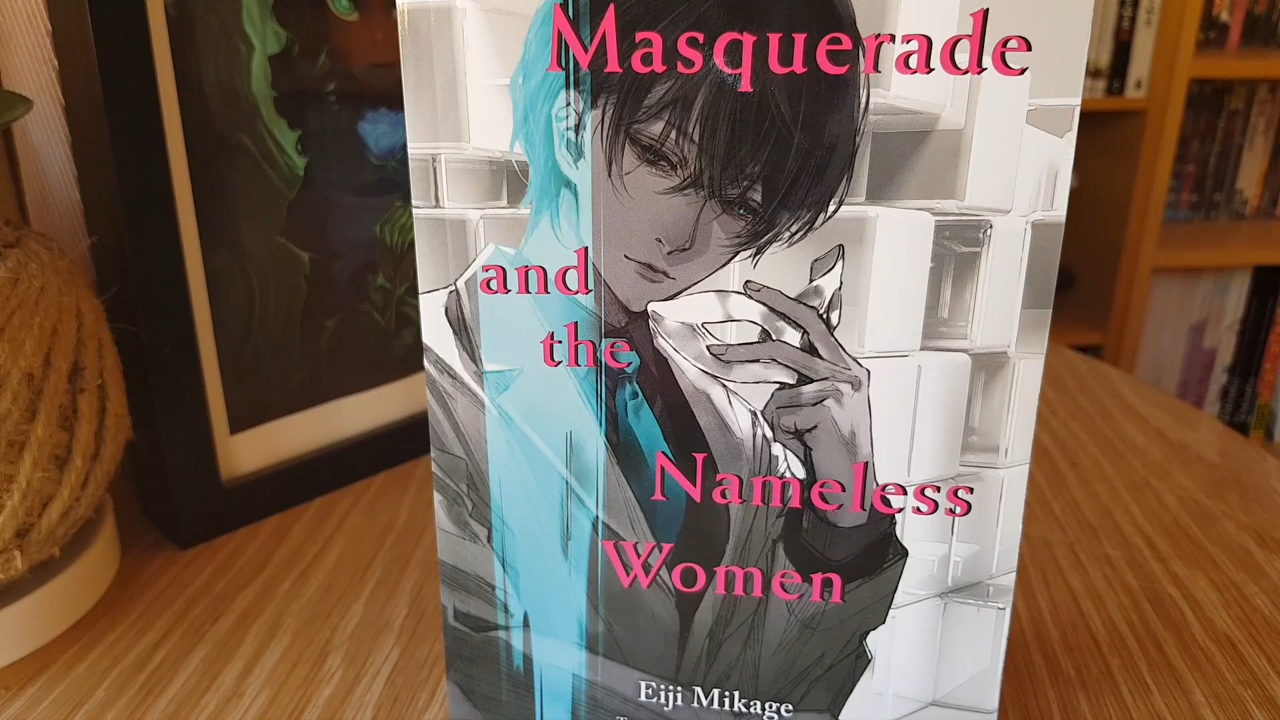 Masquerade
and
the
Nameless
Women
Eiji Mikage